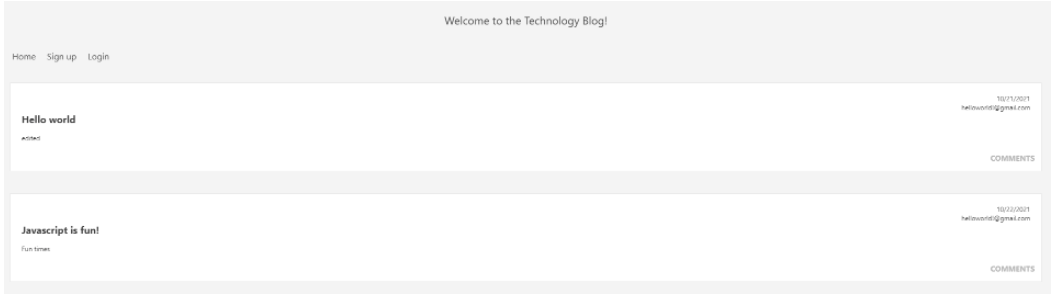 Welcome to the Technology Blog!
Home Sign up Login
10/21/2021
helloworld!@gmail.com
Hello world
edited
COMMENTS
10/22/2021
helloworld!@gmail.com
Javascript is fun!
Fun times
COMMENTS